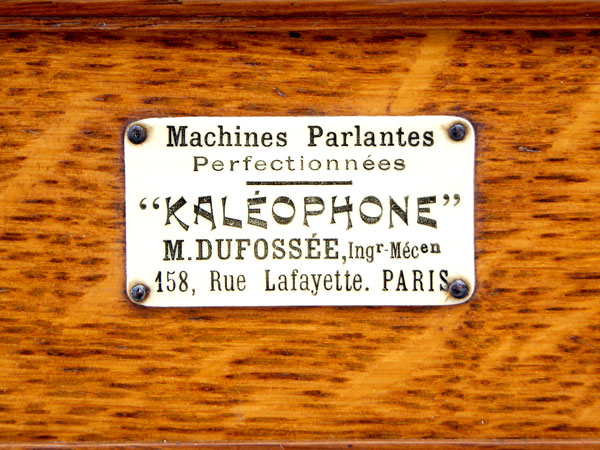 Machines Parlantes
Perfectionnées
“KALÉOPHONE”
M. DUFOSSÉE, Ingr-Mécen
158, Rue Lafayette. PARIS